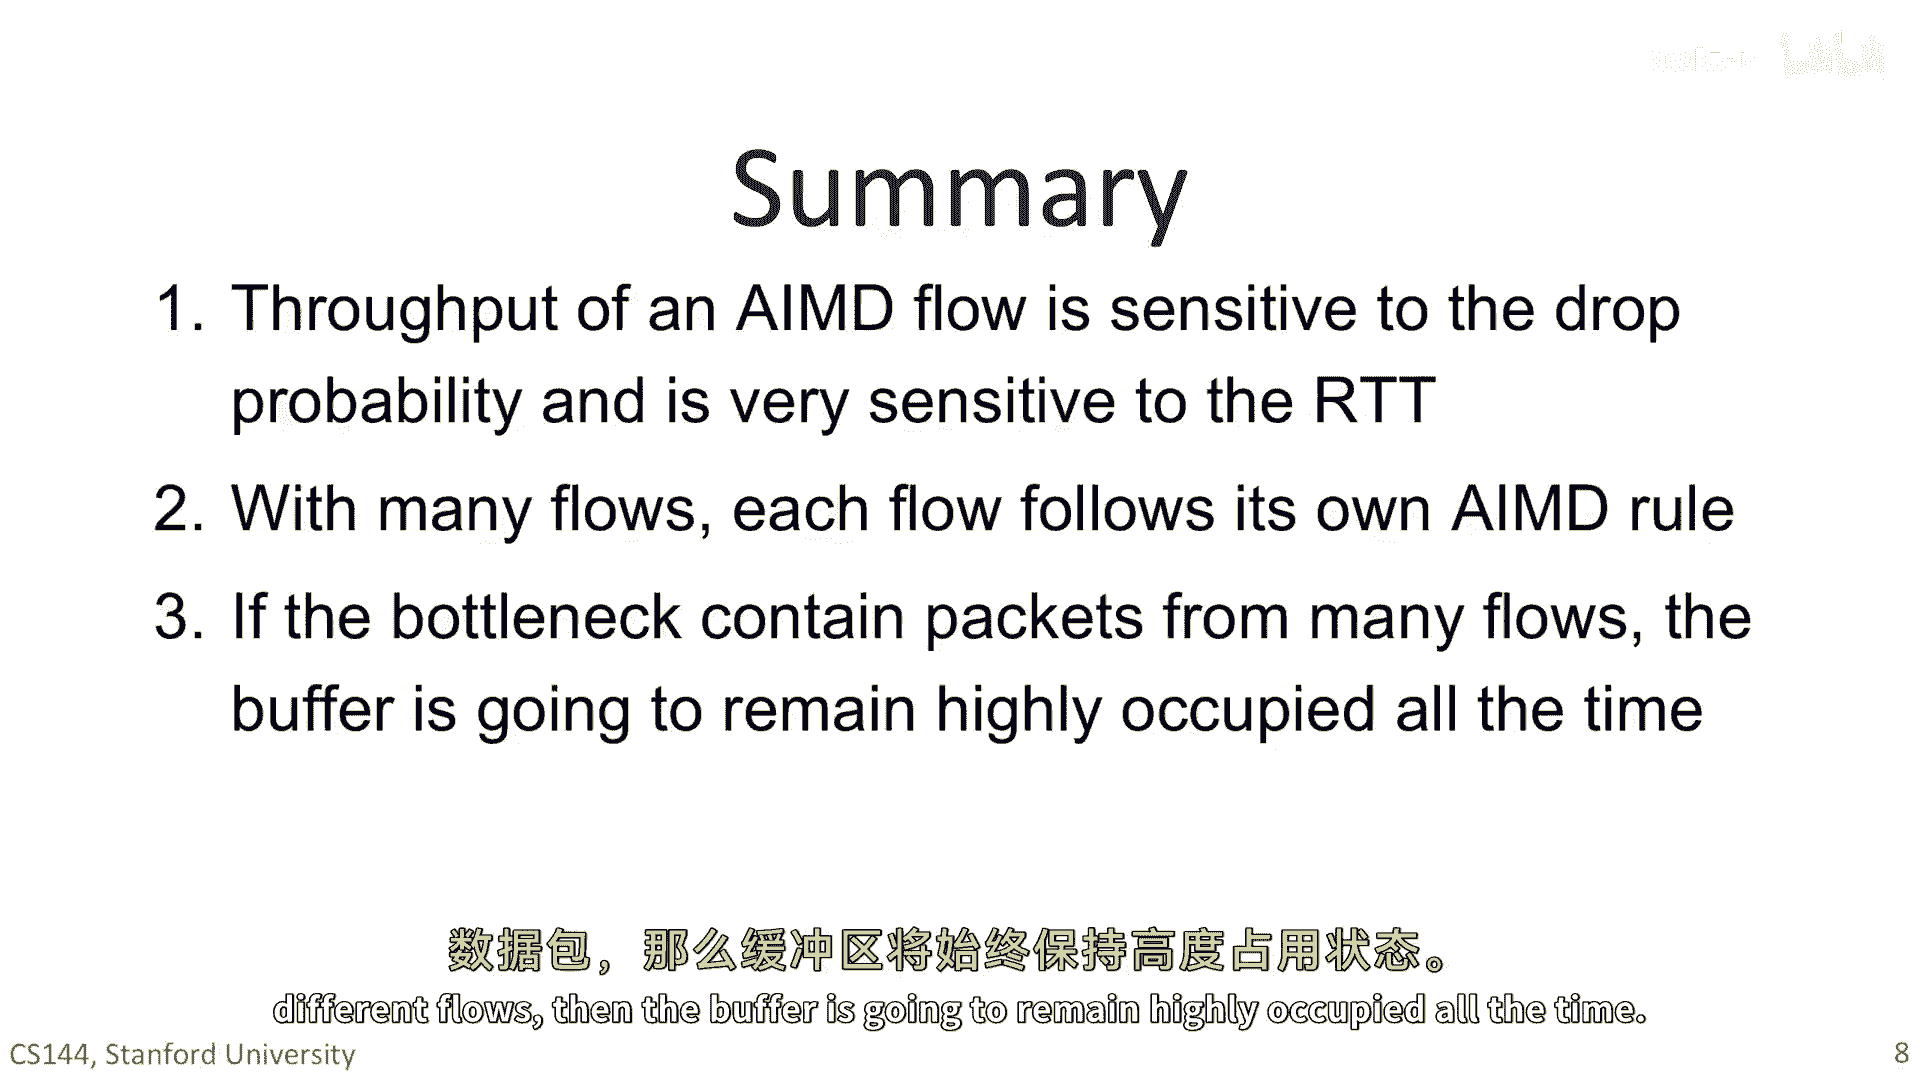 Summary
1. Throughput of an AIMD flow is sensitive to the drop
probability and is very sensitive to the RTT
2. With many flows, each flow follows its own AIMD rule
3. If the bottleneck contain packets from many flows, the
buffer is going to remain highly occupied all the time
数据包，那么缓冲区将始终保持高度占用状态。
different flows, then the buffer is going to remain highly occupied all the time.
CS144, Stanford University
8